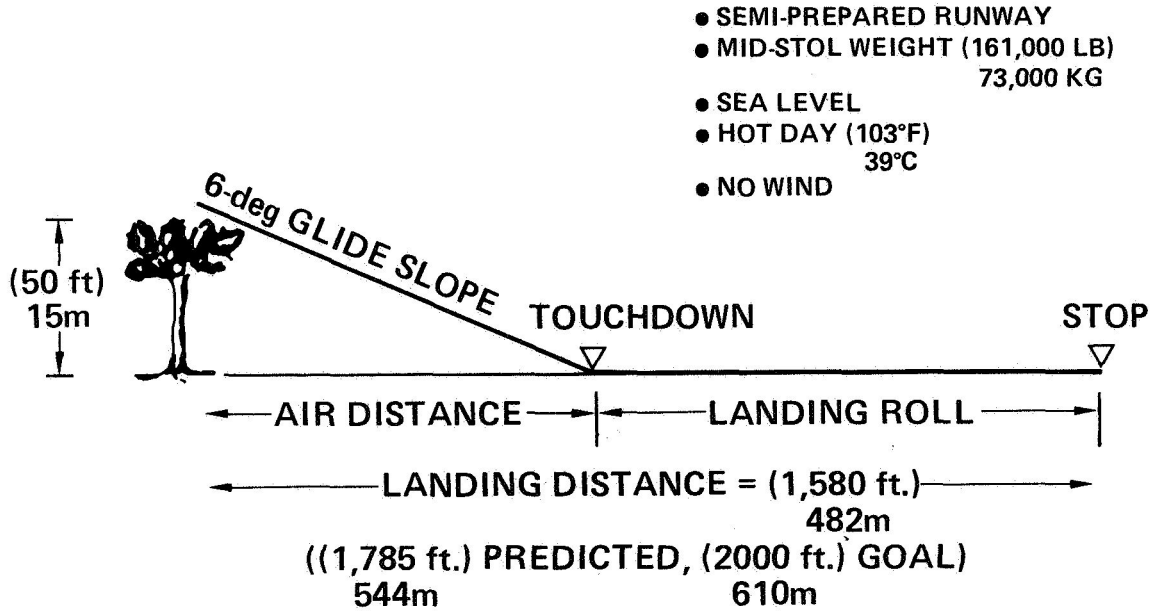 ● SEMI-PREPARED RUNWAY
● MID-STOL WEIGHT (161,000 LB)
73,000 KG
● SEA LEVEL
● HOT DAY (103°F)
39°C
● NO WIND
6-deg GLIDE SLOPE
(50 ft)
15m
TOUCHDOWN
STOP
AIR DISTANCE
LANDING ROLL
LANDING DISTANCE = (1,580 ft.)
482m
((1,785 ft.) PREDICTED, (2000 ft.) GOAL)
544m 610m